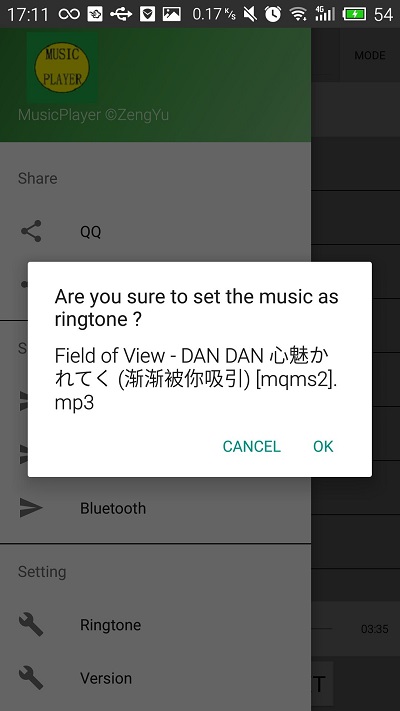 17:11 0.17 K/s 4G 54
MUSIC
PLAYER
MODE
MusicPlayer ©ZengYu
Share
QQ
Are you sure to set the music as
ringtone ?
Field of View - DAN DAN 心魅か
れてく (渐渐被你吸引) [mqms2].
mp3
S
CANCEL OK
Bluetooth
Setting
Ringtone
03:35
Version
T